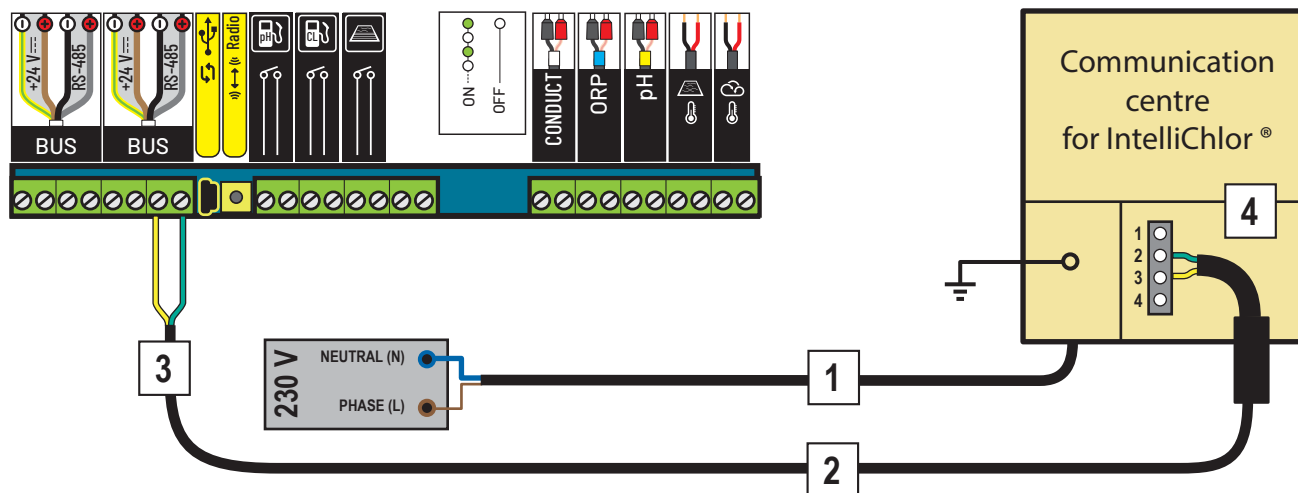 +24 V
RS-485
+24 V
RS-485
BUS
BUS
Radio
pH
CL
ON
OFF
CONDUCT
ORP
pH
Communication
centre
for IntelliChlor ®
4
1
2
3
4
3
230 V
NEUTRAL (N)
PHASE (L)
1
2